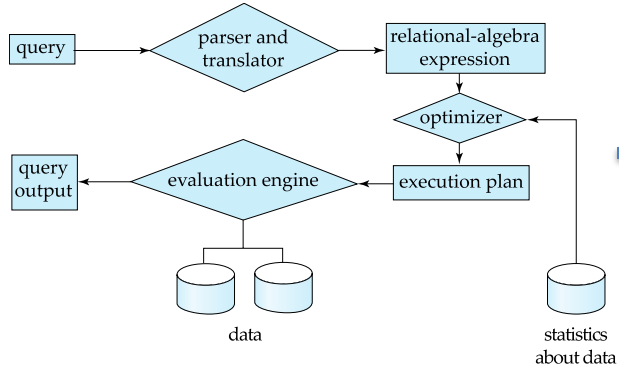 query
parser and
translator
relational-algebra
expression
optimizer
query
output
evaluation engine
execution plan
data
statistics
about data